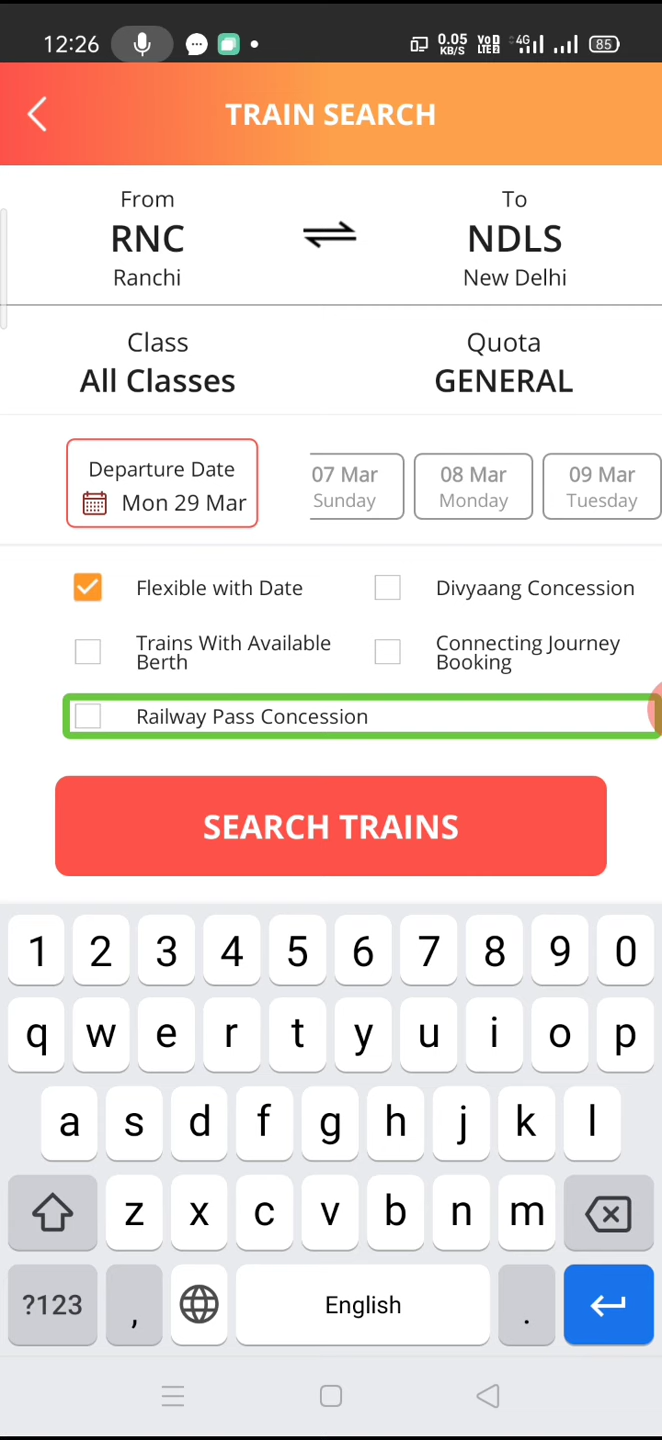 12:26
0.05 KB/S
VoD LTE
4G
85
TRAIN SEARCH
From
RNC
Ranchi
To
NDLS
New Delhi
Class
All Classes
Quota
GENERAL
Departure Date
Mon 29 Mar
07 Mar
Sunday
08 Mar
Monday
09 Mar
Tuesday
Flexible with Date
Divyaang Concession
Trains With Available
Berth
Connecting Journey
Booking
Railway Pass Concession
SEARCH TRAINS
1 2 3 4 5 6 7 8 9 0
q w e r t y u i o p
a s d f g h j k l
z x c v b n m
?123 , English .